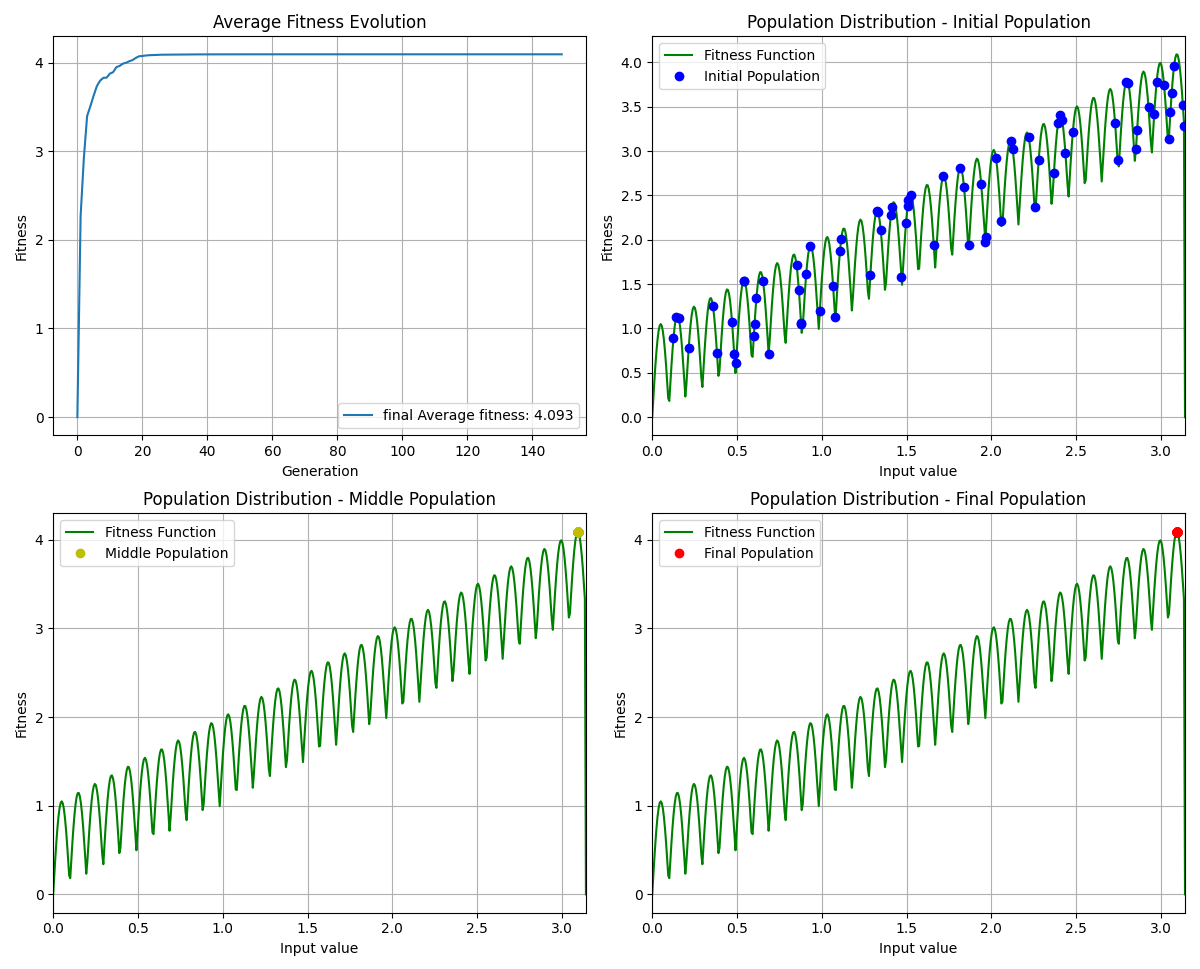 Average Fitness Evolution
4
3
2
1
0
Fitness
0 20 40 60 80 100 120 140
Generation
final Average fitness: 4.093
Population Distribution - Initial Population
Fitness Function
Initial Population
4.0
3.5
3.0
2.5
2.0
1.5
1.0
0.5
0.0
Fitness
0.0 0.5 1.0 1.5 2.0 2.5 3.0
Input value
Population Distribution - Middle Population
Fitness Function
Middle Population
4
3
2
1
0
Fitness
0.0 0.5 1.0 1.5 2.0 2.5 3.0
Input value
Population Distribution - Final Population
Fitness Function
Final Population
4
3
2
1
0
Fitness
0.0 0.5 1.0 1.5 2.0 2.5 3.0
Input value